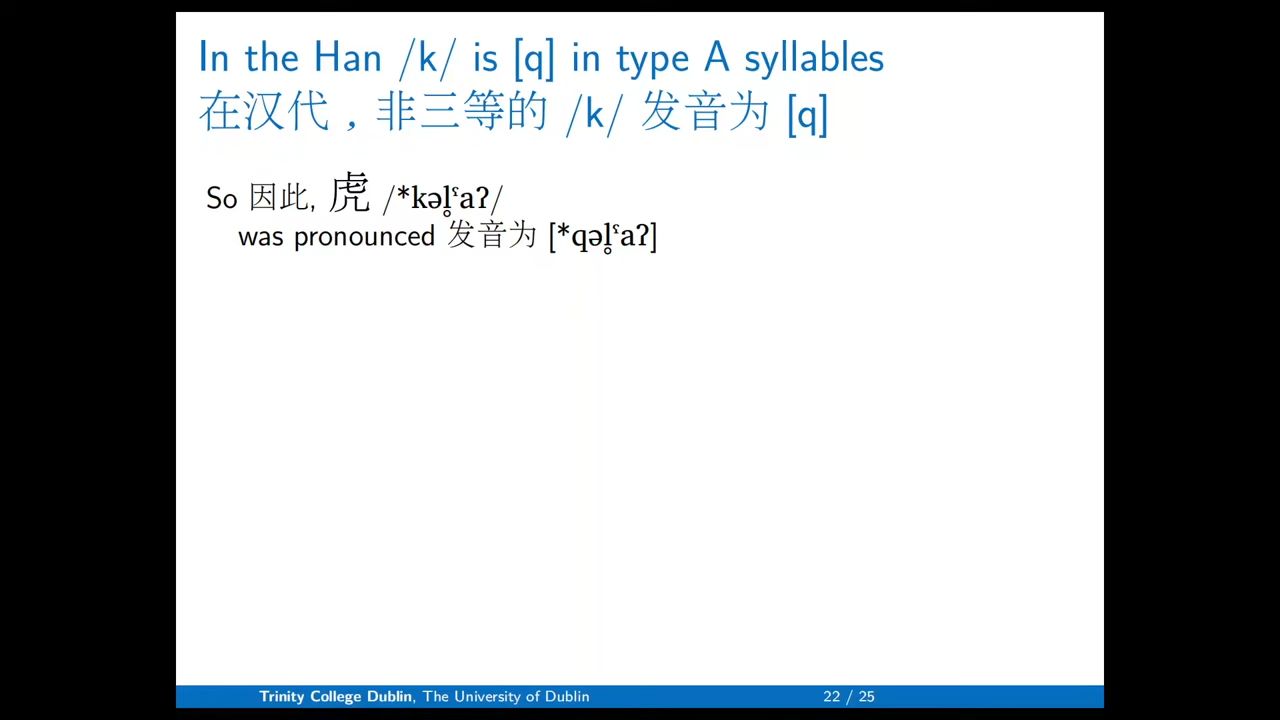 In the Han /k/ is [q] in type A syllables
在汉代，非三等的 /k/ 发音为 [q]
So 因此, 虎 /*kəl̥ˤaʔ/
was pronounced 发音为 [*qəl̥ˤaʔ]
Trinity College Dublin, The University of Dublin 22 / 25